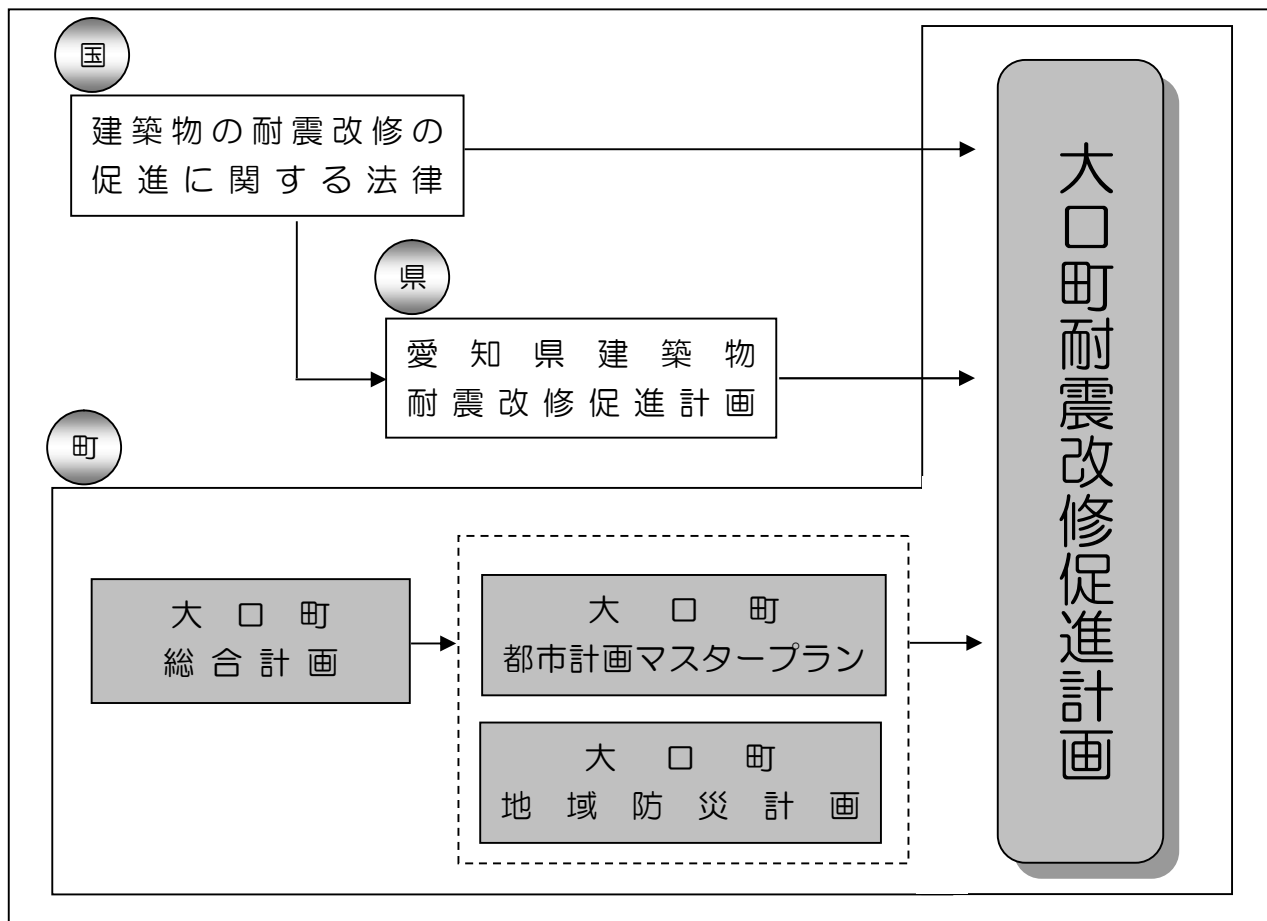 国
建築物の耐震改修の
促進に関する法律
県
愛知県建築物
耐震改修促進計画
町
大口町
総合計画
大口町
都市計画マスタープラン
大口町
地域防災計画
大口町耐震改修促進計画